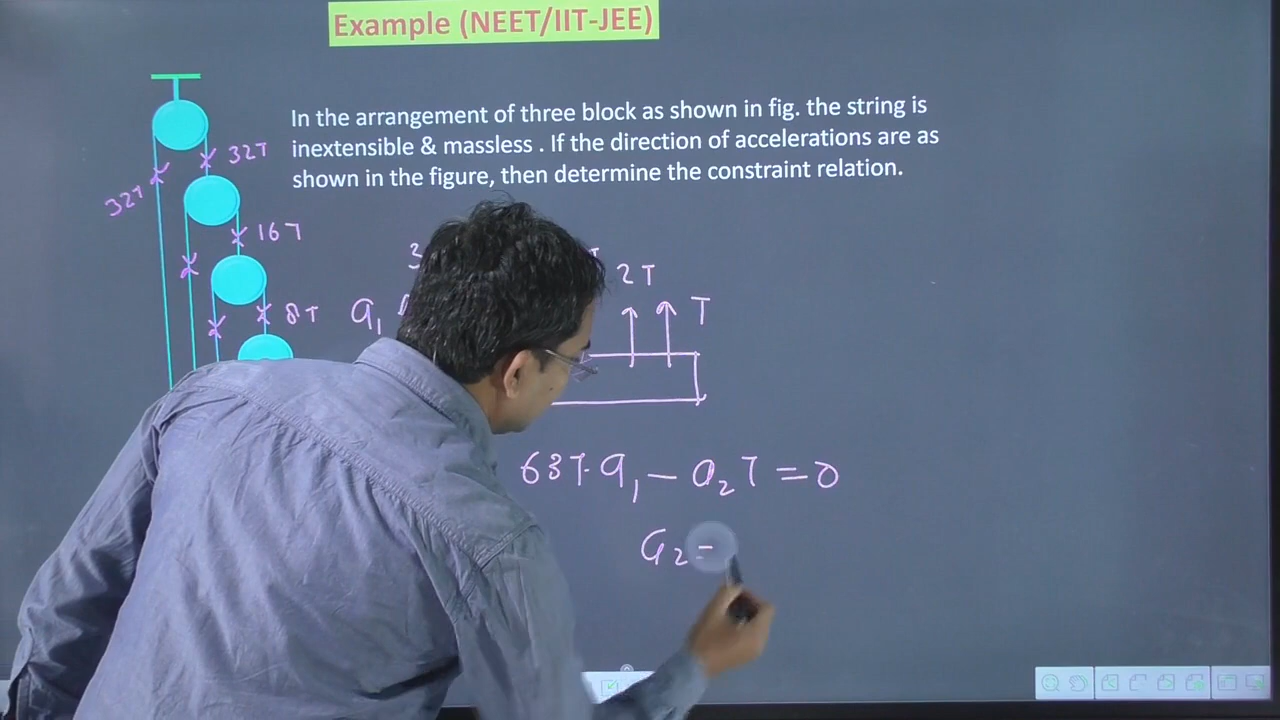 Example (NEET/IIT-JEE)
In the arrangement of three block as shown in fig. the string is
inextensible & massless . If the direction of accelerations are as
shown in the figure, then determine the constraint relation.
32T
32T
16T
8T
a₁
3
2T
T
63T·a₁ – a₂T = 0
a₂ =